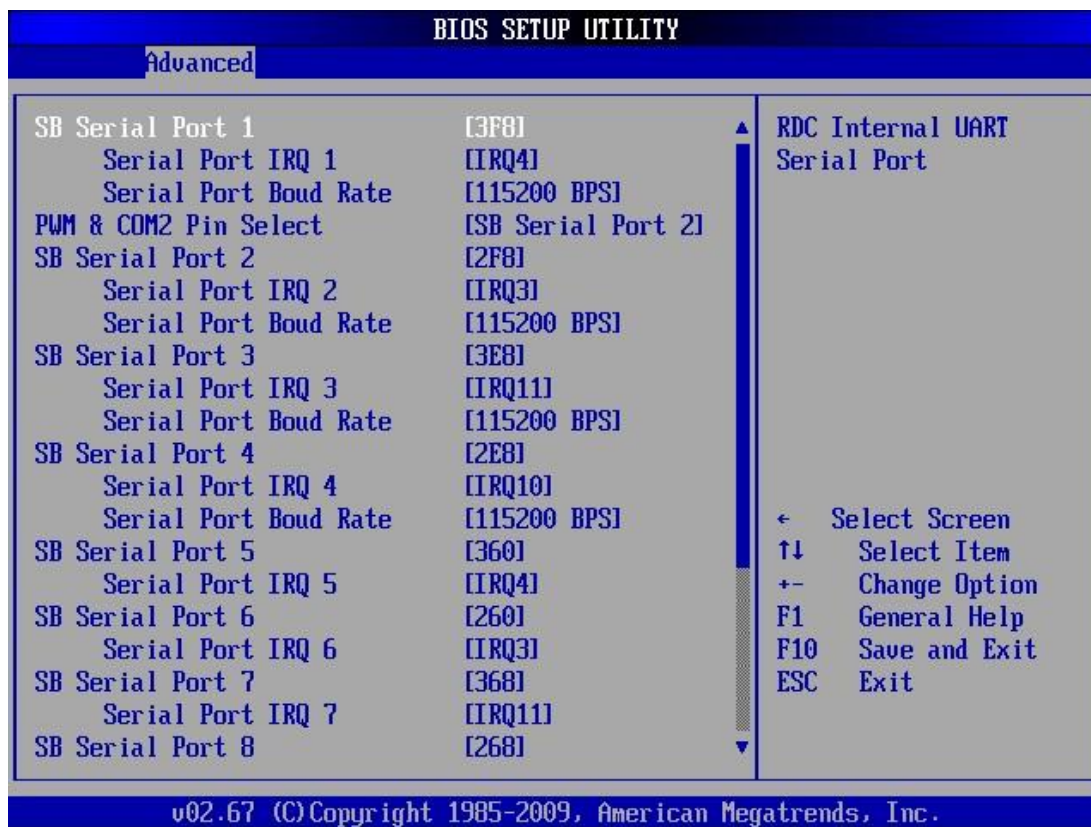 BIOS SETUP UTILITY
Advanced
SB Serial Port 1 [3F8]
Serial Port IRQ 1 [IRQ4]
Serial Port Boud Rate [115200 BPS]
PWM & COM2 Pin Select [SB Serial Port 2]
SB Serial Port 2 [2F8]
Serial Port IRQ 2 [IRQ3]
Serial Port Boud Rate [115200 BPS]
SB Serial Port 3 [3E8]
Serial Port IRQ 3 [IRQ11]
Serial Port Boud Rate [115200 BPS]
SB Serial Port 4 [2E8]
Serial Port IRQ 4 [IRQ10]
Serial Port Boud Rate [115200 BPS]
SB Serial Port 5 [360]
Serial Port IRQ 5 [IRQ4]
SB Serial Port 6 [260]
Serial Port IRQ 6 [IRQ3]
SB Serial Port 7 [368]
Serial Port IRQ 7 [IRQ11]
SB Serial Port 8 [268]
RDC Internal UART
Serial Port
← Select Screen
↑↓ Select Item
+- Change Option
F1 General Help
F10 Save and Exit
ESC Exit
v02.67 (C)Copyright 1985-2009, American Megatrends, Inc.